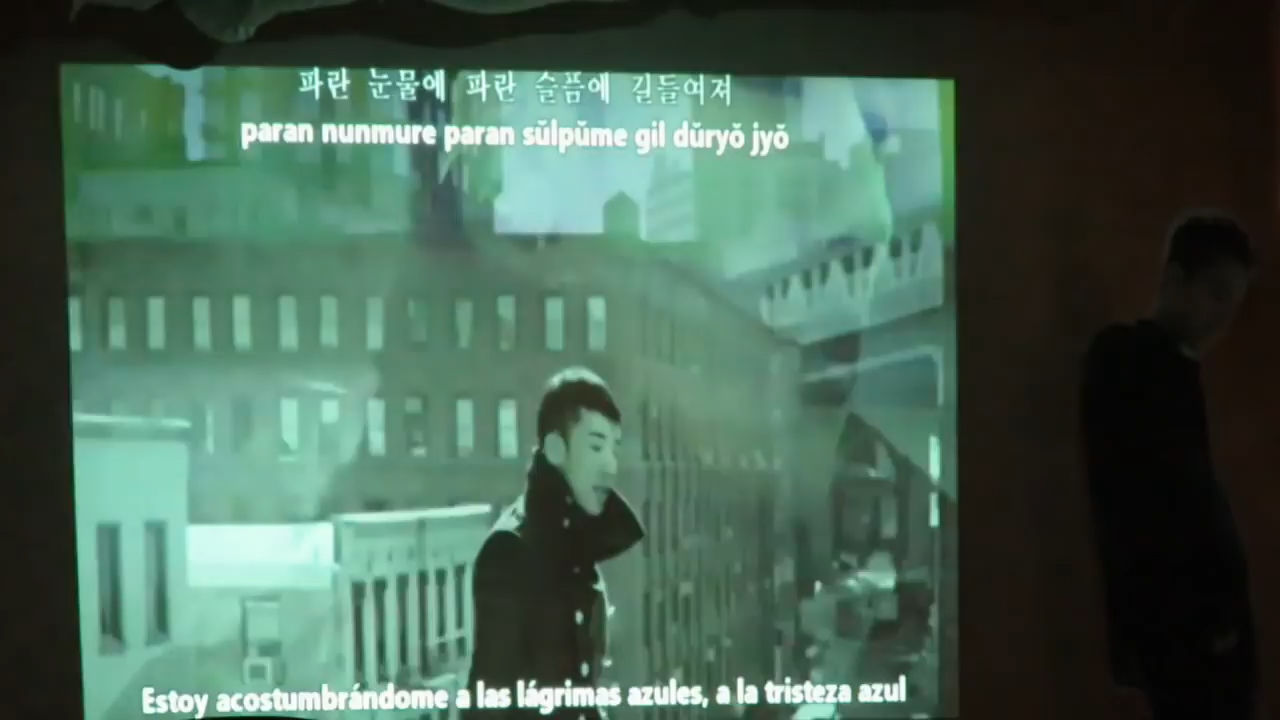 파란 눈물에 파란 슬픔에 길들여져
paran nunmure paran sŭlpŭme gil dŭryŏ jyŏ
Estoy acostumbrándome a las lágrimas azules, a la tristeza azul